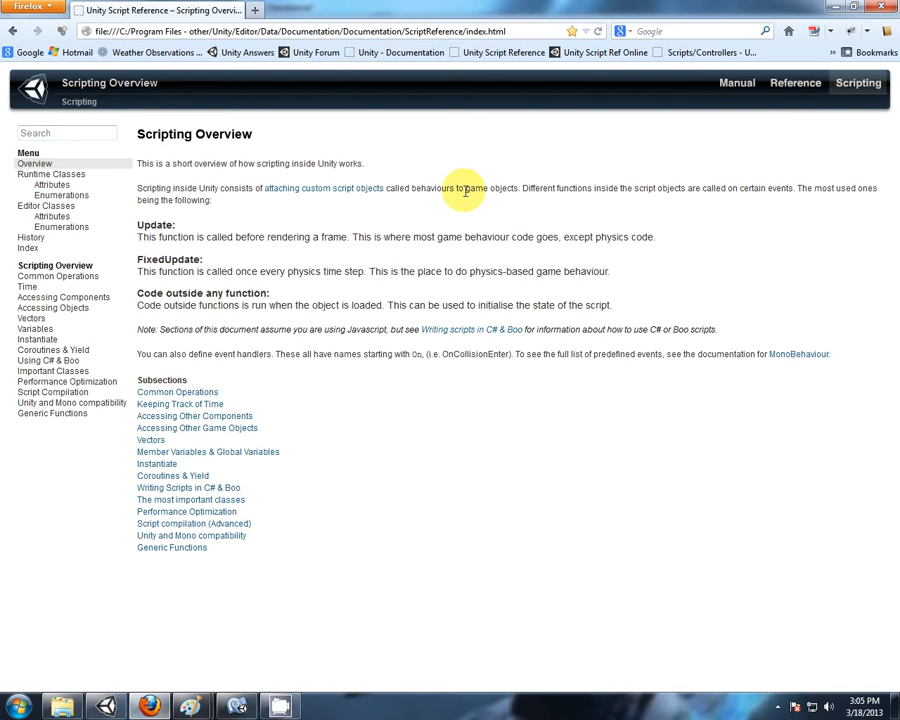 Firefox
Unity Script Reference – Scripting Overvi...
file:///C:/Program Files - other/Unity/Editor/Data/Documentation/Documentation/ScriptReference/index.html
Google
Google
Hotmail
Weather Observations ...
Unity Answers
Unity Forum
Unity - Documentation
Unity Script Reference
Unity Script Ref Online
Scripts/Controllers - U...
»
Bookmarks
Scripting Overview
Manual
Reference
Scripting
Scripting
Search
Menu
Overview
Runtime Classes
Attributes
Enumerations
Editor Classes
Attributes
Enumerations
History
Index
Scripting Overview
Common Operations
Time
Accessing Components
Accessing Objects
Vectors
Variables
Instantiate
Coroutines & Yield
Using C# & Boo
Important Classes
Performance Optimization
Script Compilation
Unity and Mono compatibility
Generic Functions
Scripting Overview
This is a short overview of how scripting inside Unity works.
Scripting inside Unity consists of attaching custom script objects called behaviours to game objects. Different functions inside the script objects are called on certain events. The most used ones
being the following:
Update:
This function is called before rendering a frame. This is where most game behaviour code goes, except physics code.
FixedUpdate:
This function is called once every physics time step. This is the place to do physics-based game behaviour.
Code outside any function:
Code outside functions is run when the object is loaded. This can be used to initialise the state of the script.
Note: Sections of this document assume you are using Javascript, but see Writing scripts in C# & Boo for information about how to use C# or Boo scripts.
You can also define event handlers. These all have names starting with On, (i.e. OnCollisionEnter). To see the full list of predefined events, see the documentation for MonoBehaviour.
Subsections
Common Operations
Keeping Track of Time
Accessing Other Components
Accessing Other Game Objects
Vectors
Member Variables & Global Variables
Instantiate
Coroutines & Yield
Writing Scripts in C# & Boo
The most important classes
Performance Optimization
Script compilation (Advanced)
Unity and Mono compatibility
Generic Functions
3:05 PM
3/18/2013